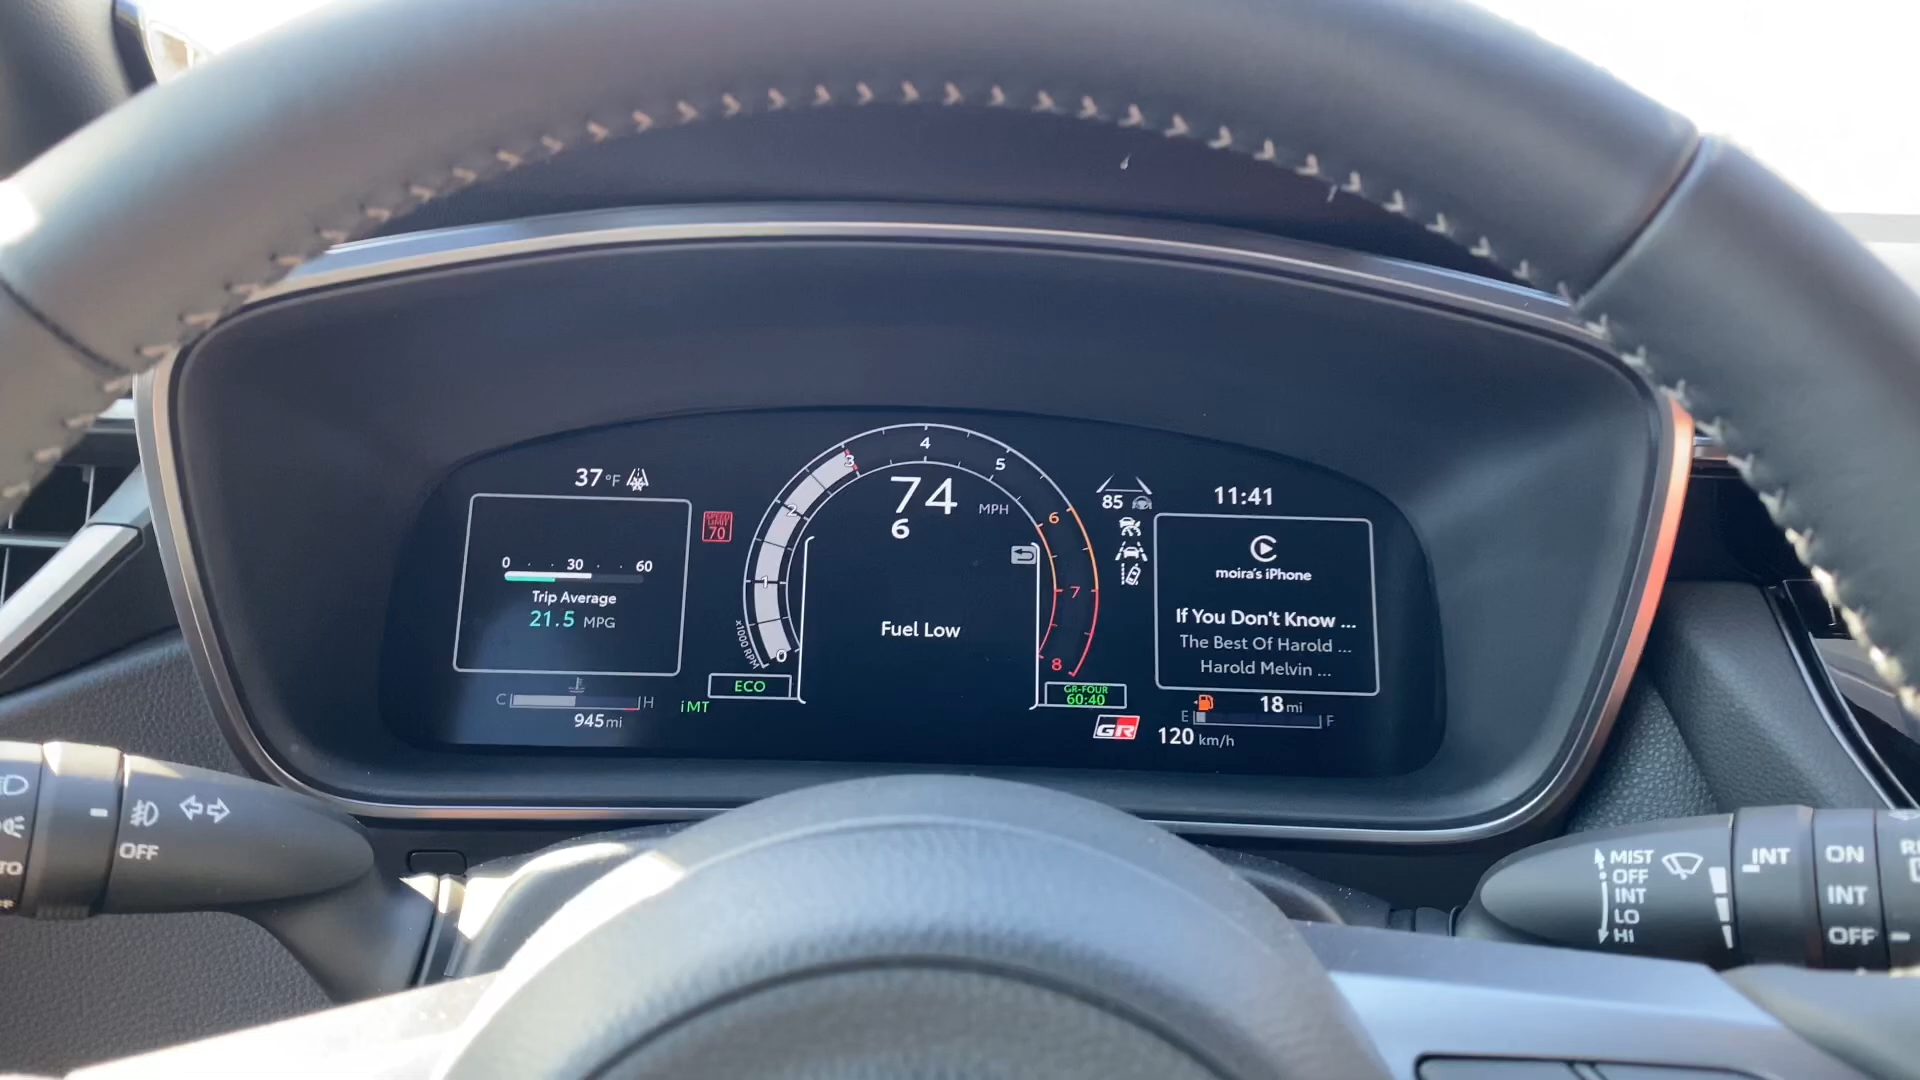 37 °F
0 30 60
Trip Average
21.5 MPG
C H
945 mi
iMT
SPEED LIMIT
70
x1000 RPM
0 1 2 3 4 5 6 7 8
74 MPH
6
Fuel Low
ECO
GR-FOUR
60:40
GR
85
11:41
moira's iPhone
If You Don't Know ...
The Best Of Harold ...
Harold Melvin ...
18 mi
E F
120 km/h
OFF
MIST
OFF
INT
LO
HI
INT
ON
INT
OFF